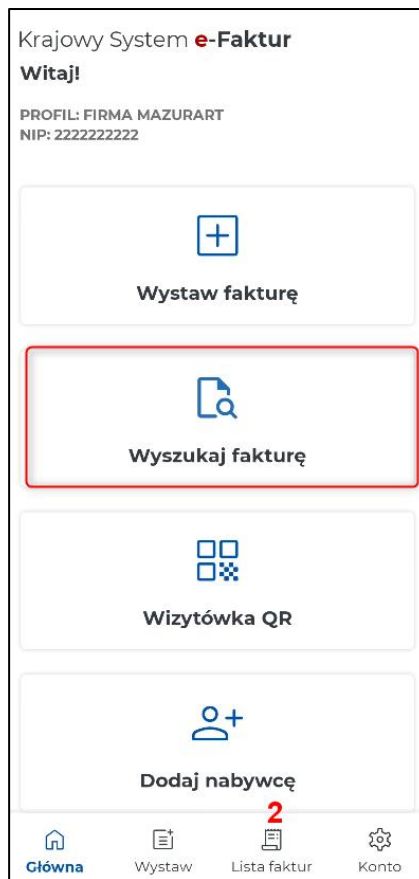 Krajowy System e-Faktur
Witaj!
PROFIL: FIRMA MAZURART
NIP: 2222222222
Wystaw fakturę
Wyszukaj fakturę
Wizytówka QR
Dodaj nabywcę
2
Główna Wystaw Lista faktur Konto